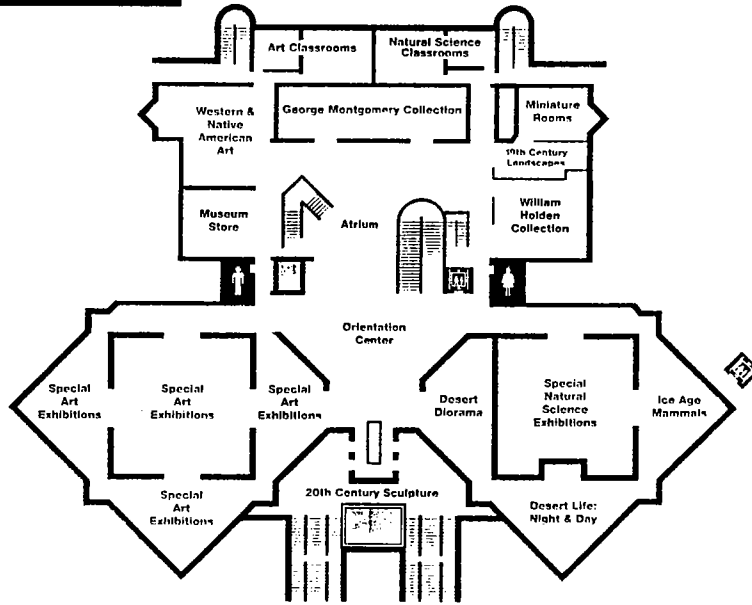 Art Classrooms
Natural Science
Classrooms
Western &
Native
American
Art
George Montgomery Collection
Miniature
Rooms
19th Century
Landscapes
Museum
Store
Atrium
William
Holden
Collection
Orientation
Center
Special
Art
Exhibitions
Special
Art
Exhibitions
Special
Art
Exhibitions
Desert
Diorama
Special
Natural
Science
Exhibitions
Ice Age
Mammals
Special
Art
Exhibitions
20th Century Sculpture
Desert Life:
Night & Day